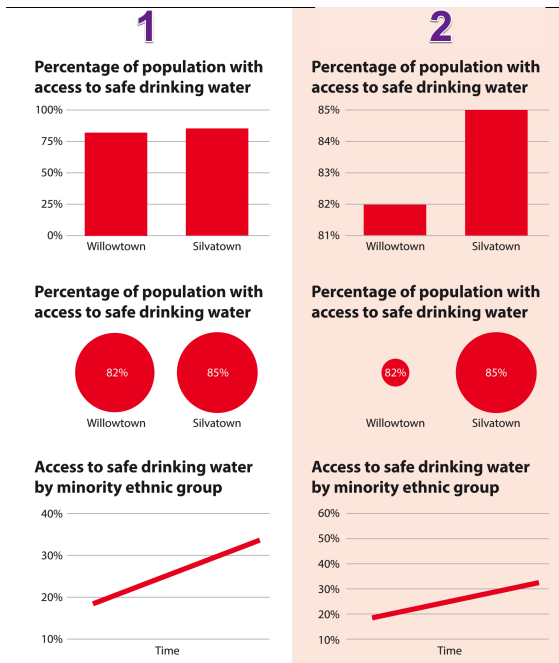 1
Percentage of population with
access to safe drinking water
100%
75%
50%
25%
0%
Willowtown Silvatown
Percentage of population with
access to safe drinking water
82% 85%
Willowtown Silvatown
Access to safe drinking water
by minority ethnic group
40%
30%
20%
10%
Time
2
Percentage of population with
access to safe drinking water
85%
84%
83%
82%
81%
Willowtown Silvatown
Percentage of population with
access to safe drinking water
82% 85%
Willowtown Silvatown
Access to safe drinking water
by minority ethnic group
60%
50%
40%
30%
20%
10%
Time